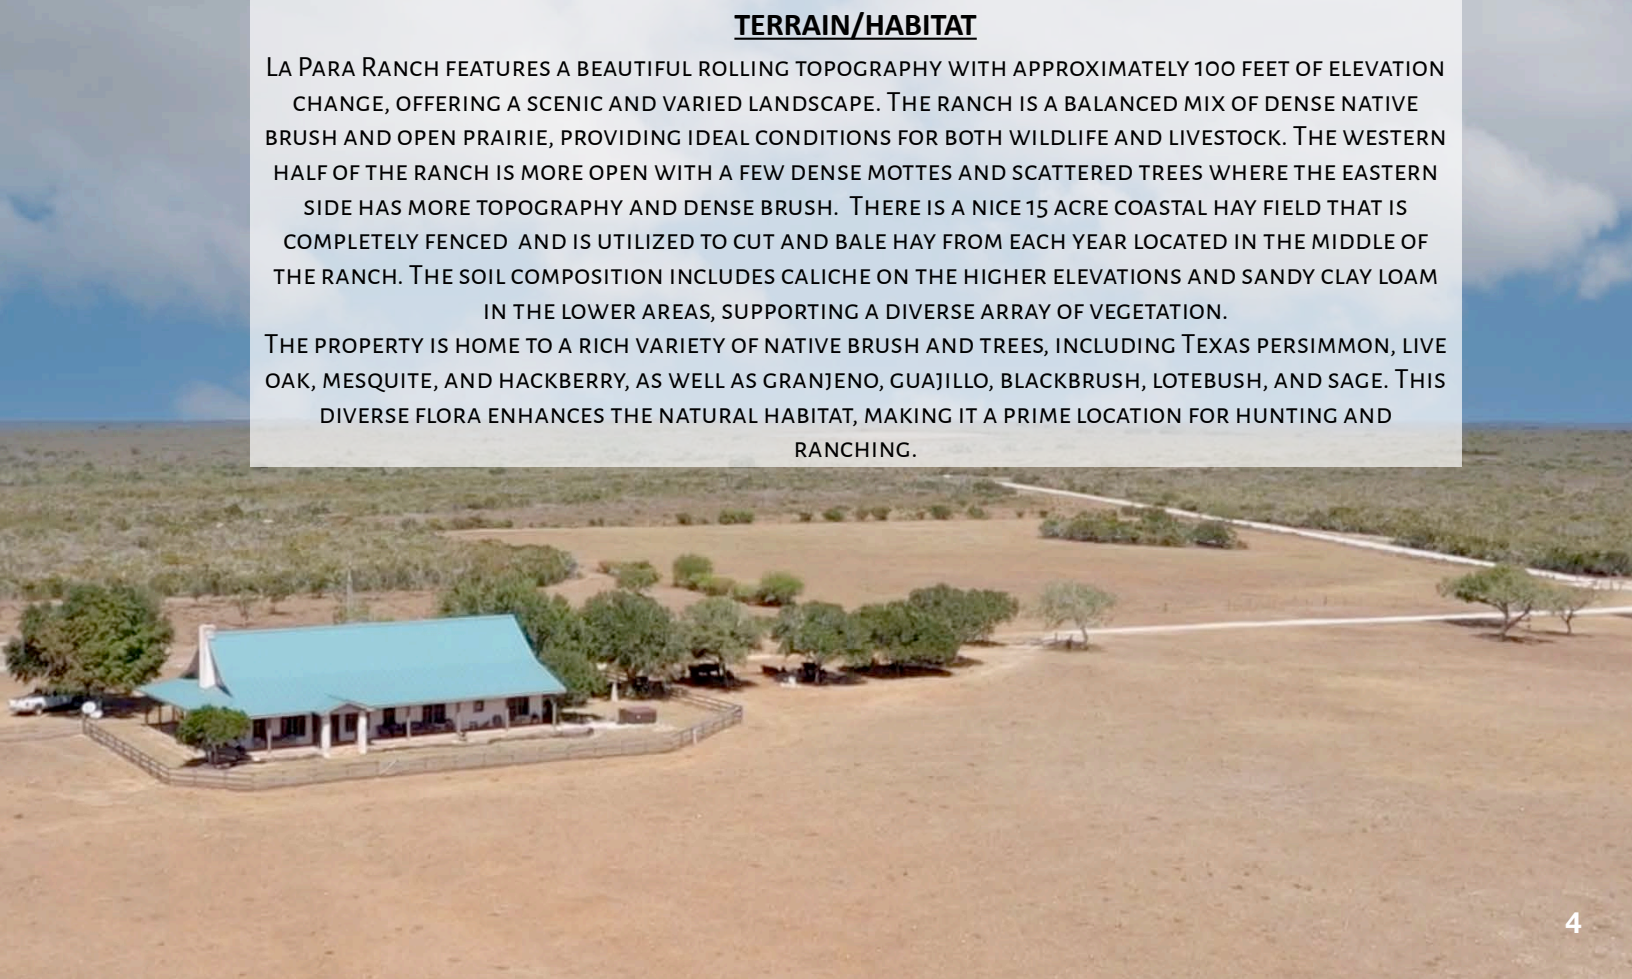 TERRAIN/HABITAT
La Para Ranch features a beautiful rolling topography with approximately 100 feet of elevation
change, offering a scenic and varied landscape. The ranch is a balanced mix of dense native
brush and open prairie, providing ideal conditions for both wildlife and livestock. The western
half of the ranch is more open with a few dense mottes and scattered trees where the eastern
side has more topography and dense brush.  There is a nice 15 acre coastal hay field that is
completely fenced  and is utilized to cut and bale hay from each year located in the middle of
the ranch. The soil composition includes caliche on the higher elevations and sandy clay loam
in the lower areas, supporting a diverse array of vegetation.
The property is home to a rich variety of native brush and trees, including Texas persimmon, live
oak, mesquite, and hackberry, as well as granjeno, guajillo, blackbrush, lotebush, and sage. This
diverse flora enhances the natural habitat, making it a prime location for hunting and
ranching.
4